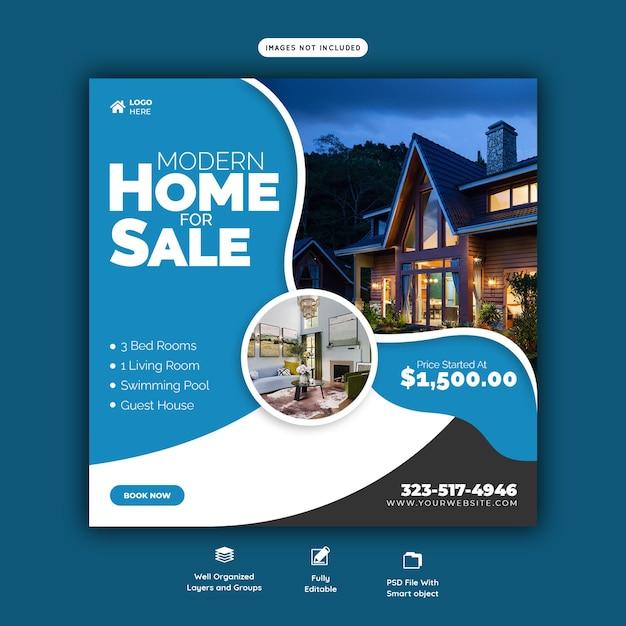 IMAGES NOT INCLUDED
LOGO
HERE
MODERN
HOME
FOR
SALE
• 3 Bed Rooms
• 1 Living Room
• Swimming Pool
• Guest House
Price Started At
$1,500.00
BOOK NOW
323-517-4946
WWW.YOURWEBSITE.COM
Well Organized
Layers and Groups
Fully
Editable
PSD File With
Smart object